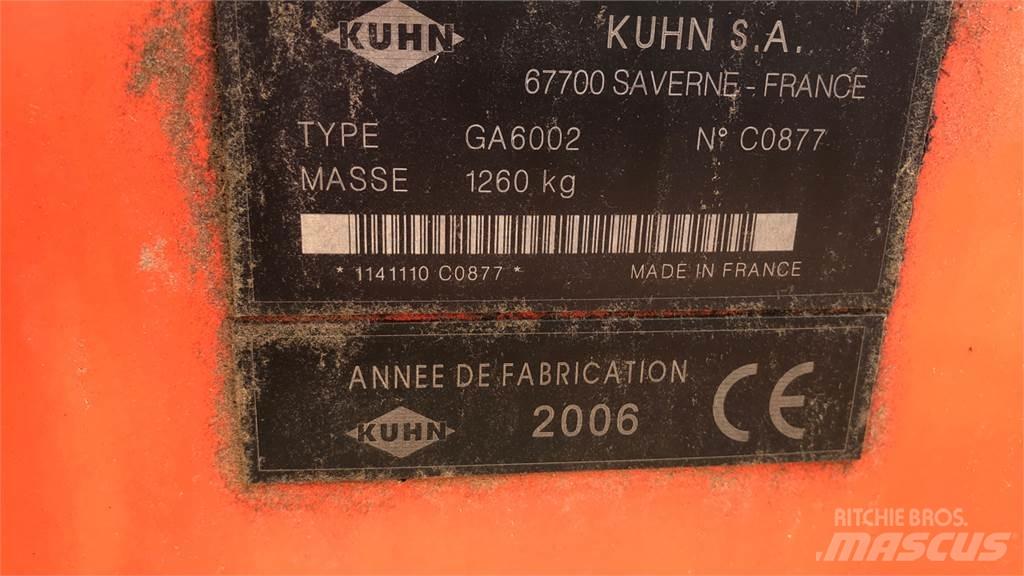 KUHN
KUHN S.A.
67700 SAVERNE - FRANCE
TYPE GA6002 N° C0877
MASSE 1260 kg
* 1141110 C0877 * MADE IN FRANCE
ANNEE DE FABRICATION
KUHN 2006 CE
RITCHIE BROS.
MASCUS